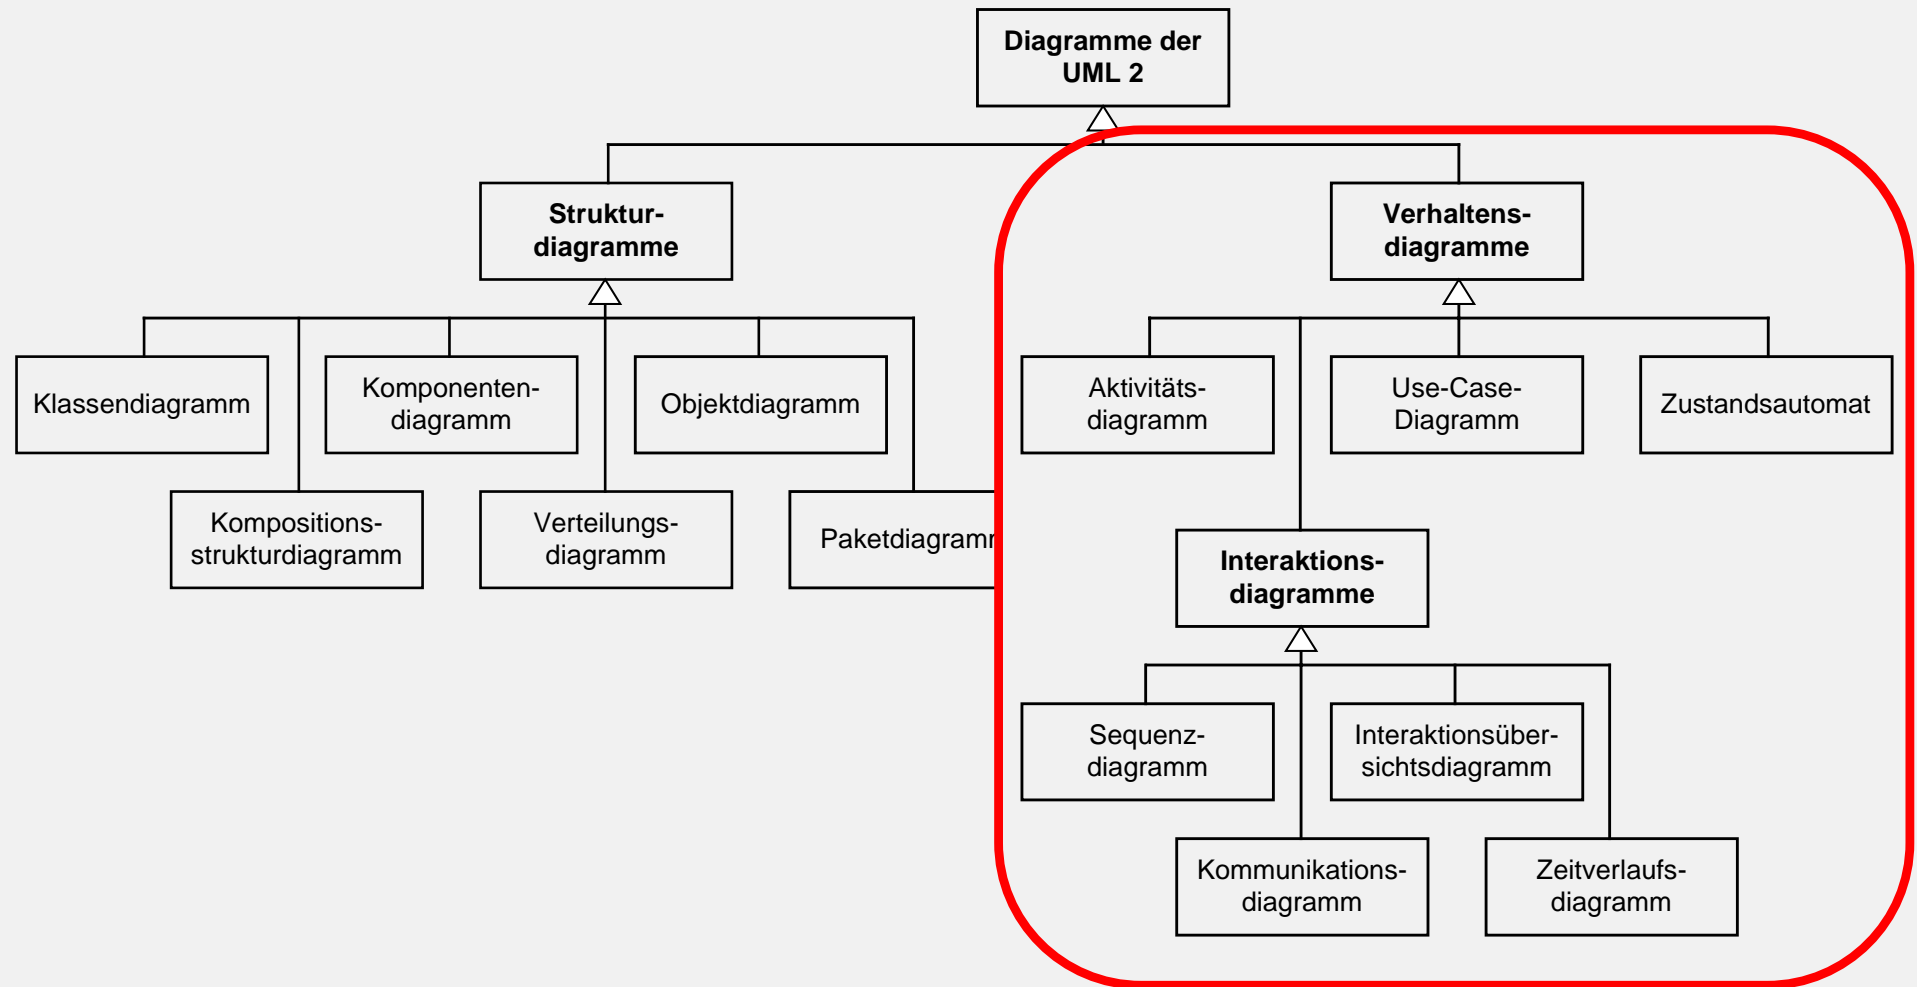 Diagramme der
UML 2
Struktur-
diagramme
Verhaltens-
diagramme
Klassendiagramm
Komponenten-
diagramm
Objektdiagramm
Aktivitäts-
diagramm
Use-Case-
Diagramm
Zustandsautomat
Kompositions-
strukturdiagramm
Verteilungs-
diagramm
Paketdiagramm
Interaktions-
diagramme
Sequenz-
diagramm
Interaktionsüber-
sichtsdiagramm
Kommunikations-
diagramm
Zeitverlaufs-
diagramm